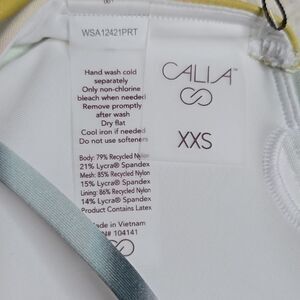 WSA12421PRT
Hand wash cold
separately
Only non-chlorine
bleach when needed
Remove promptly
after wash
Dry flat
Cool iron if needed
Do not use softeners
Body: 79% Recycled Nylon
21% Lycra® Spandex
Mesh: 85% Recycled Nylon
15% Lycra® Spandex
Lining: 86% Recycled Nylon
14% Lycra® Spandex
Product Contains Latex
Made in Vietnam
N# 104141
CALIA™
XXS